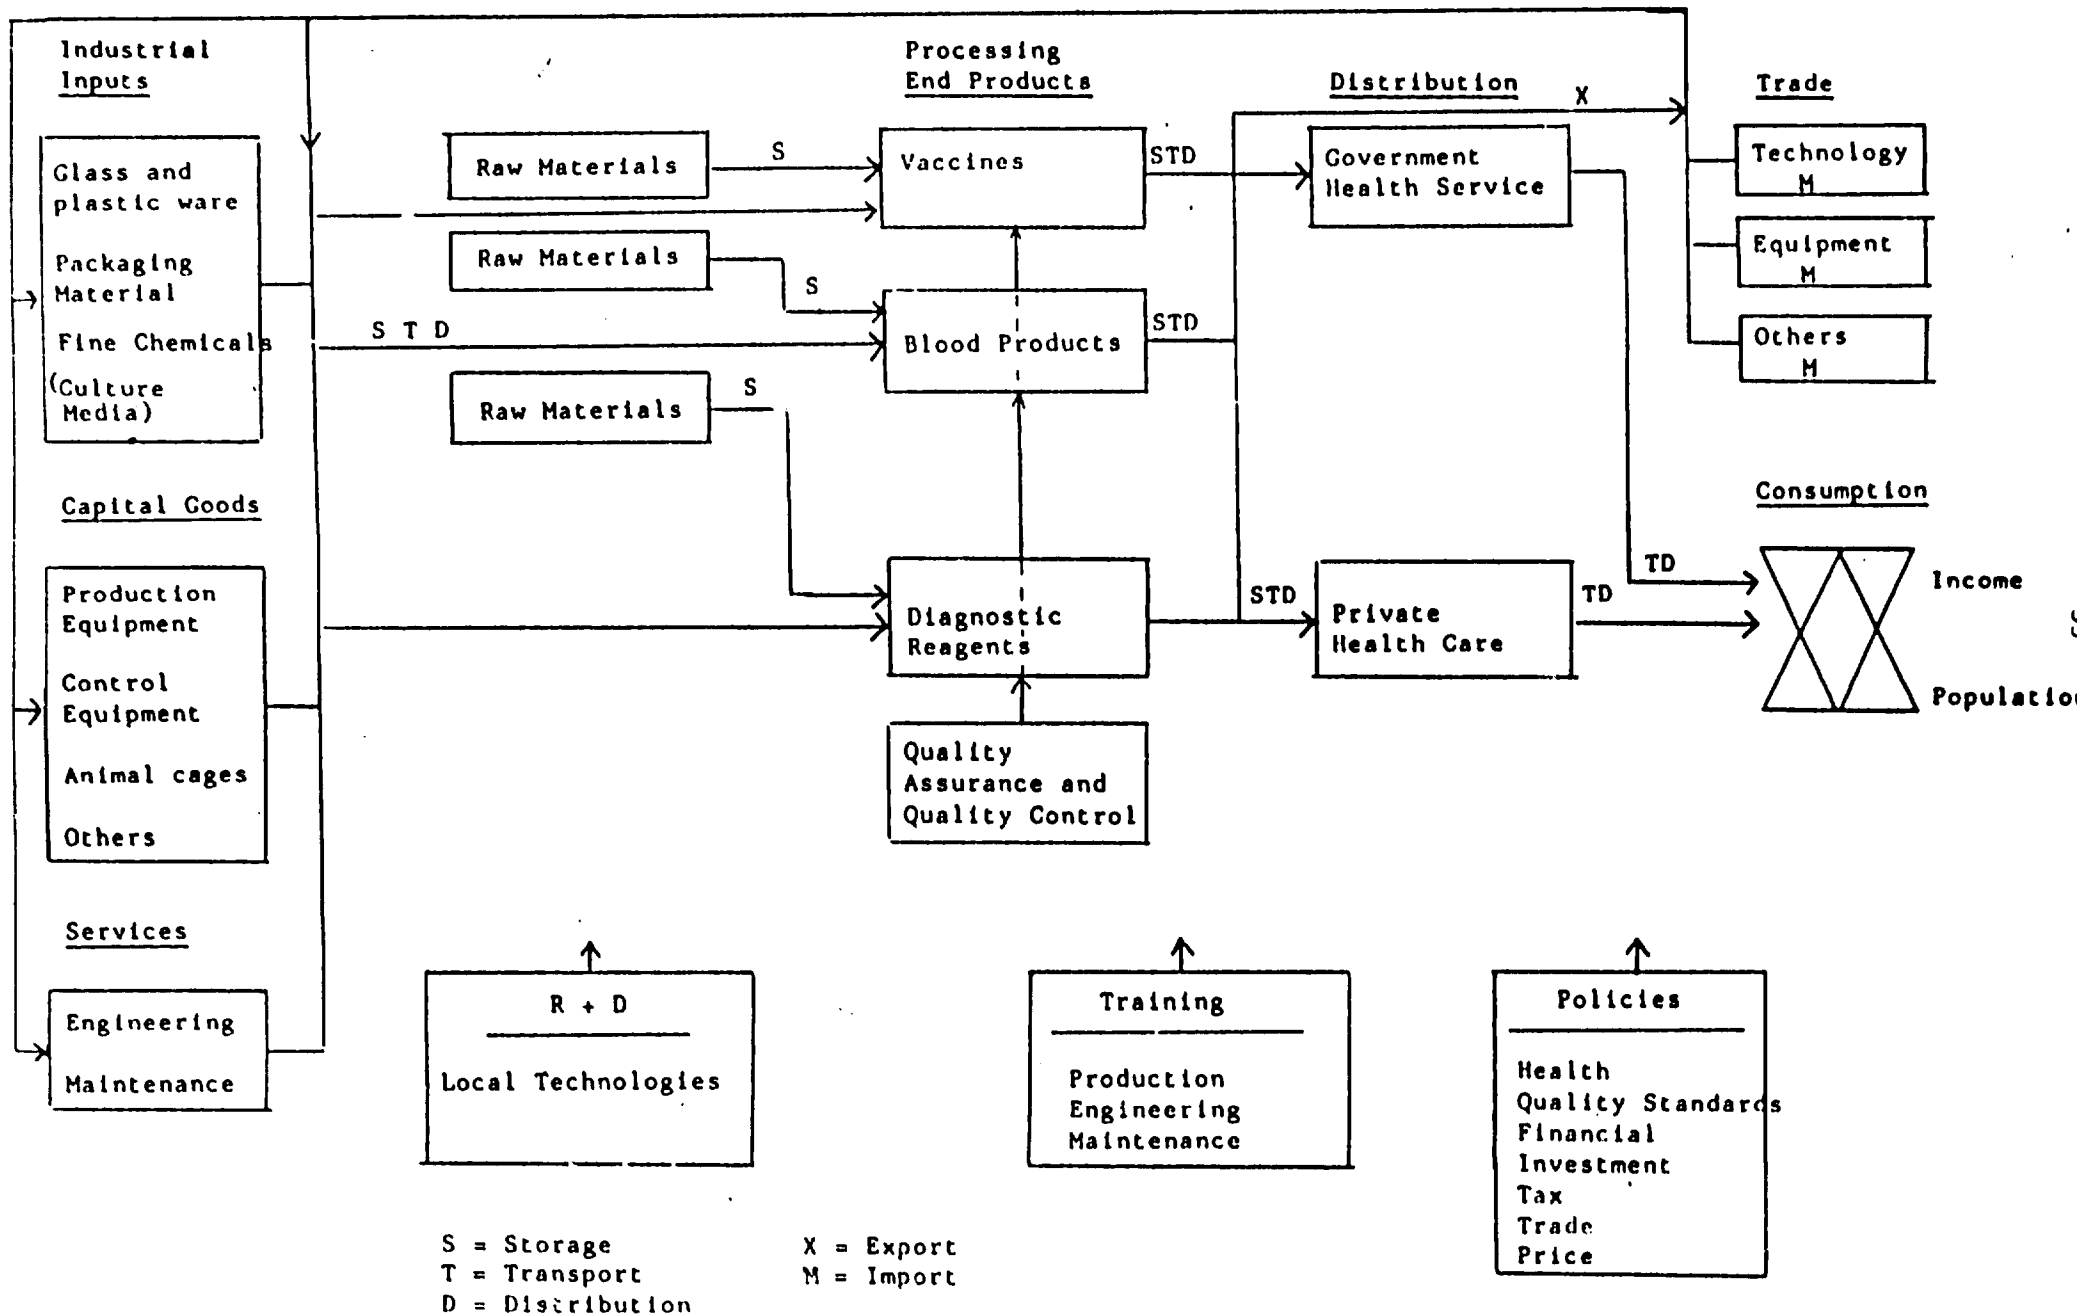 Industrial
Inputs
Glass and
plastic ware
Packaging
Material
Fine Chemicals
(Culture
Media)
Capital Goods
Production
Equipment
Control
Equipment
Animal cages
Others
Services
Engineering
Maintenance
Raw Materials
S
Raw Materials
S
S T D
Raw Materials
S
Processing
End Products
Vaccines
STD
Blood Products
STD
Diagnostic
Reagents
STD
Quality
Assurance and
Quality Control
Distribution
X
Government
Health Service
TD
Private
Health Care
TD
Trade
Technology
M
Equipment
M
Others
M
Consumption
Income
Population
R + D
Local Technologies
Training
Production
Engineering
Maintenance
Policies
Health
Quality Standards
Financial
Investment
Tax
Trade
Price
S = Storage
T = Transport
D = Distribution
X = Export
M = Import